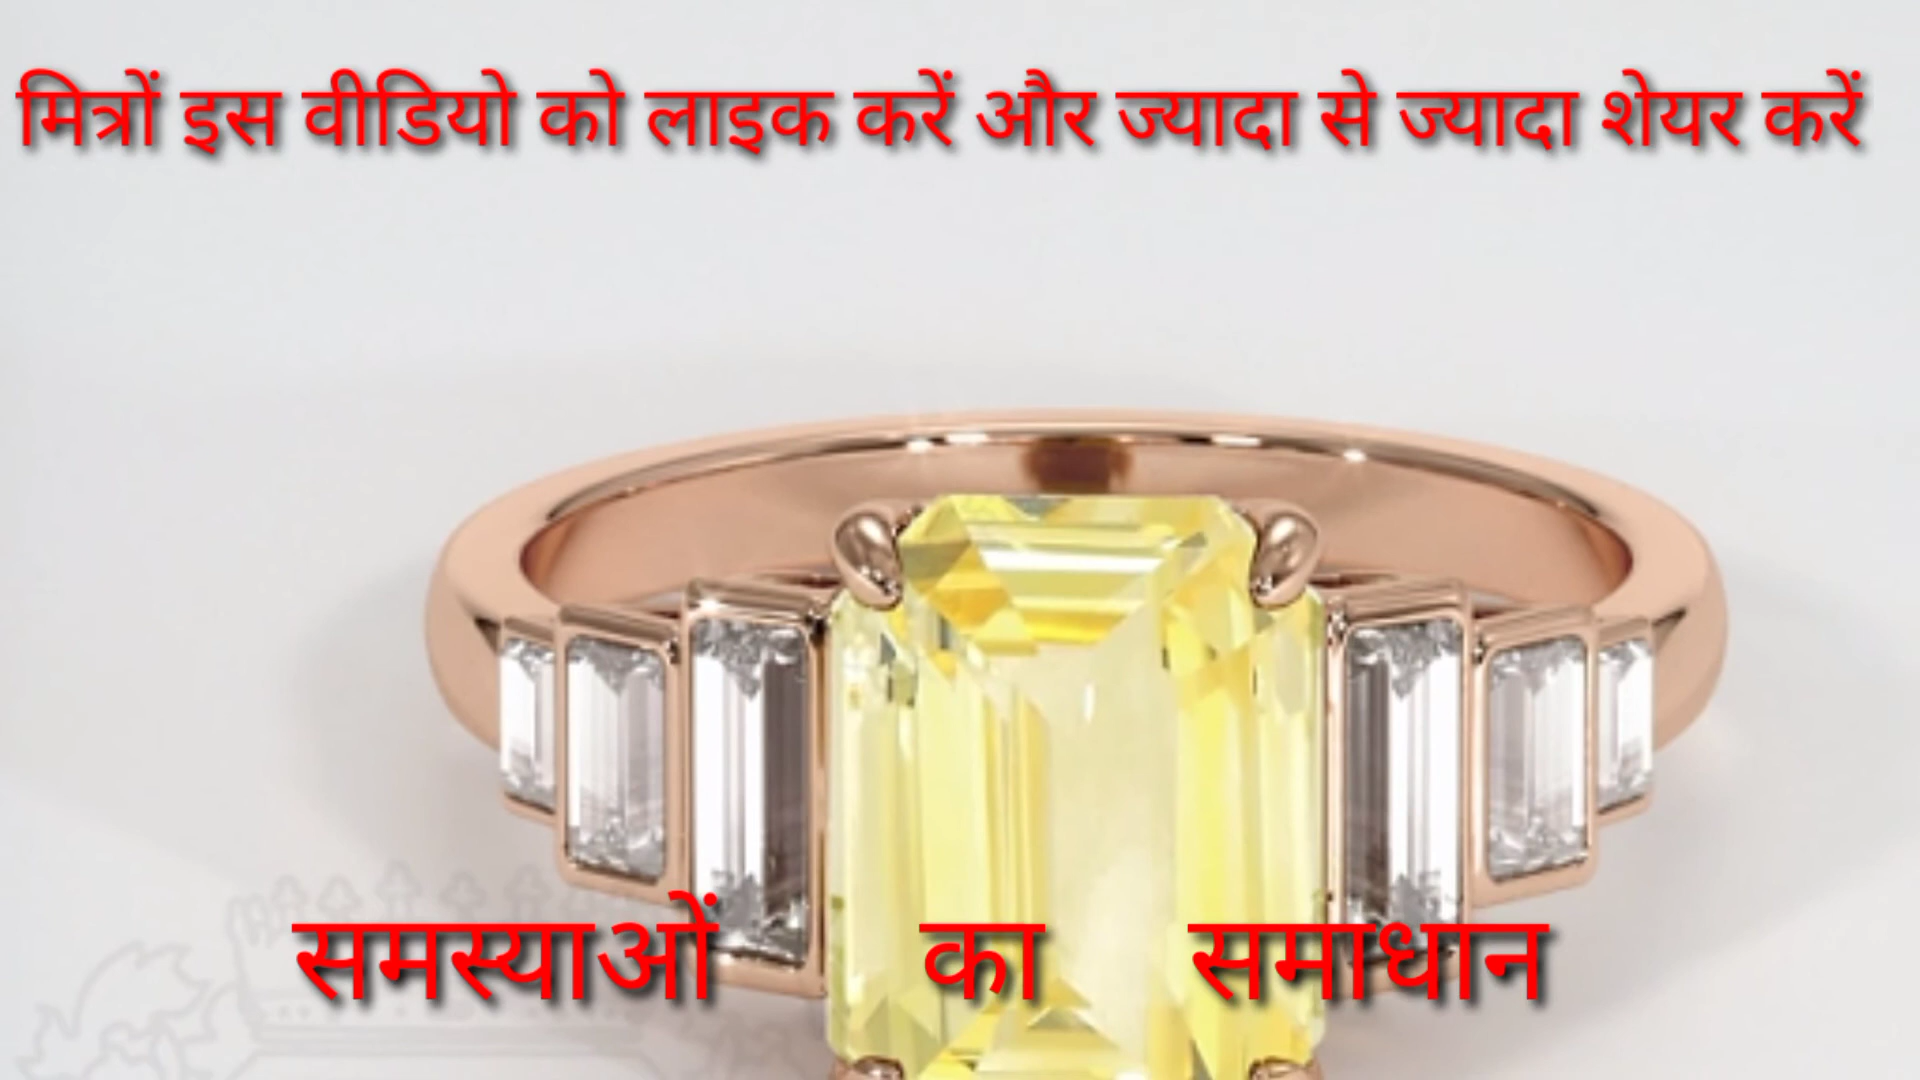 मित्रों इस वीडियो को लाइक करें और ज्यादा से ज्यादा शेयर करें
समस्याओं का समाधान